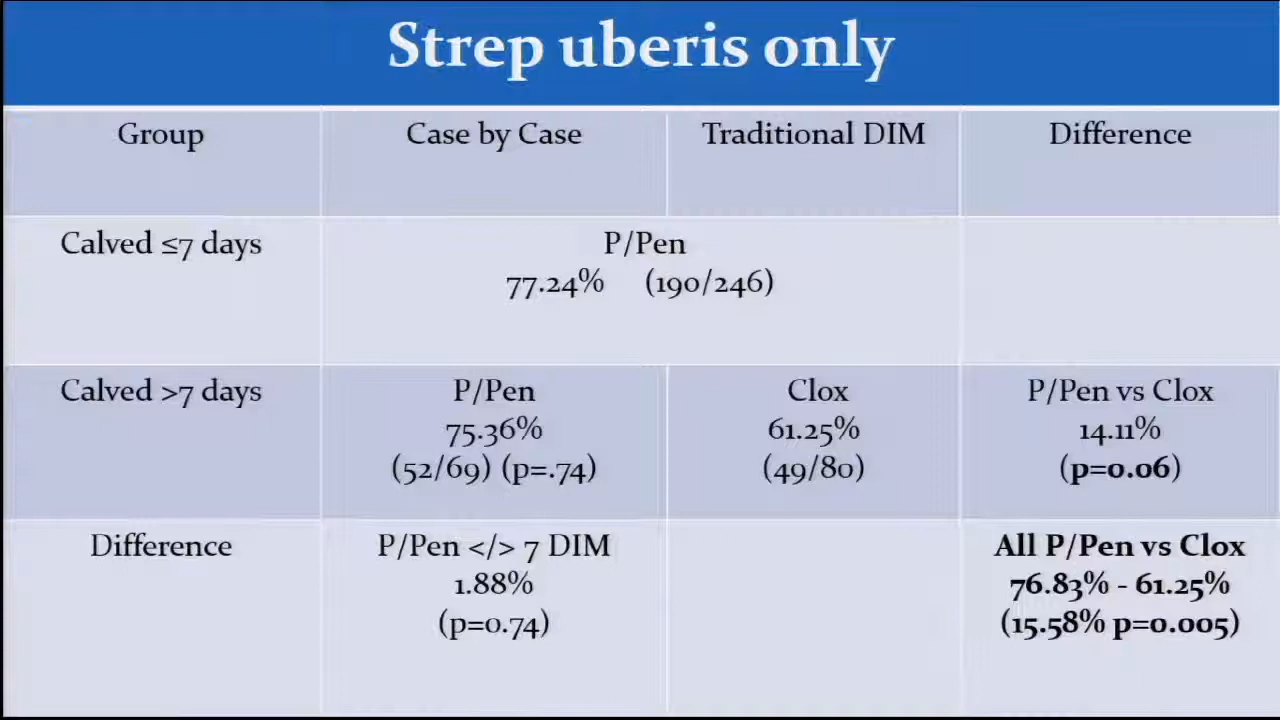 Strep uberis only
Group
Case by Case
Traditional DIM
Difference
Calved ≤7 days
P/Pen
77.24% (190/246)
Calved >7 days
P/Pen
75.36%
(52/69) (p=.74)
Clox
61.25%
(49/80)
P/Pen vs Clox
14.11%
(p=0.06)
Difference
P/Pen </> 7 DIM
1.88%
(p=0.74)
All P/Pen vs Clox
76.83% - 61.25%
(15.58% p=0.005)